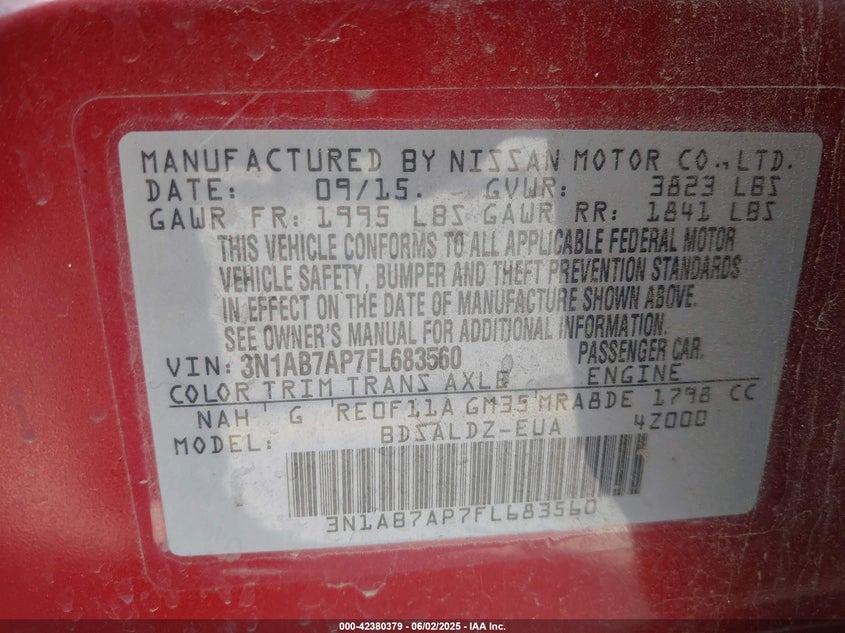 MANUFACTURED BY NISSAN MOTOR CO., LTD.
DATE: 09/15. GVWR: 3823 LBS
GAWR FR: 1995 LBS GAWR RR: 1841 LBS
THIS VEHICLE CONFORMS TO ALL APPLICABLE FEDERAL MOTOR
VEHICLE SAFETY, BUMPER AND THEFT PREVENTION STANDARDS
IN EFFECT ON THE DATE OF MANUFACTURE SHOWN ABOVE.
SEE OWNER'S MANUAL FOR ADDITIONAL INFORMATION.
VIN: 3N1AB7AP7FL683560 PASSENGER CAR.
COLOR TRIM TRANS AXLE ENGINE
NAH G RE0F11A GM35 MRA8DE 1798 CC
MODEL: BDSALDZ-EUA 4Z000
3N1AB7AP7FL683560
000-42380379 | 06/02/2025 - IAA Inc.